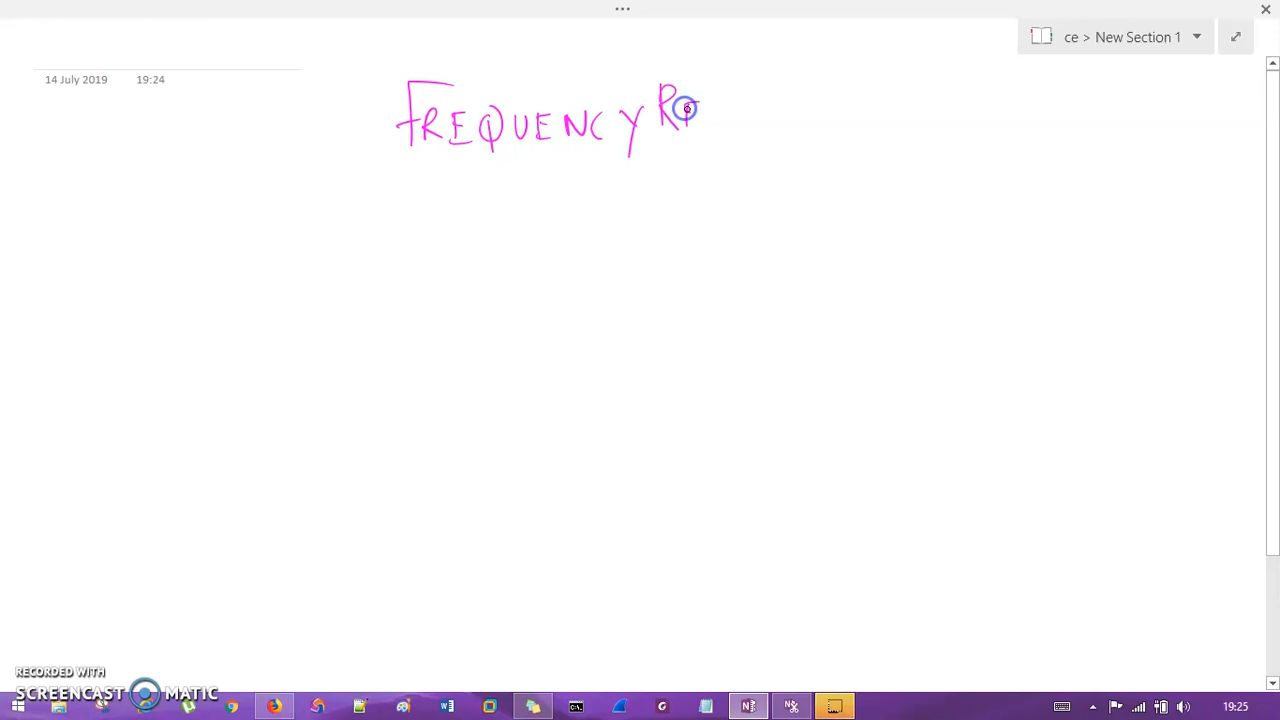 ce > New Section 1
14 July 2019 19:24
FREQUENCY
RECORDED WITH
SCREENCAST MATIC
19:25